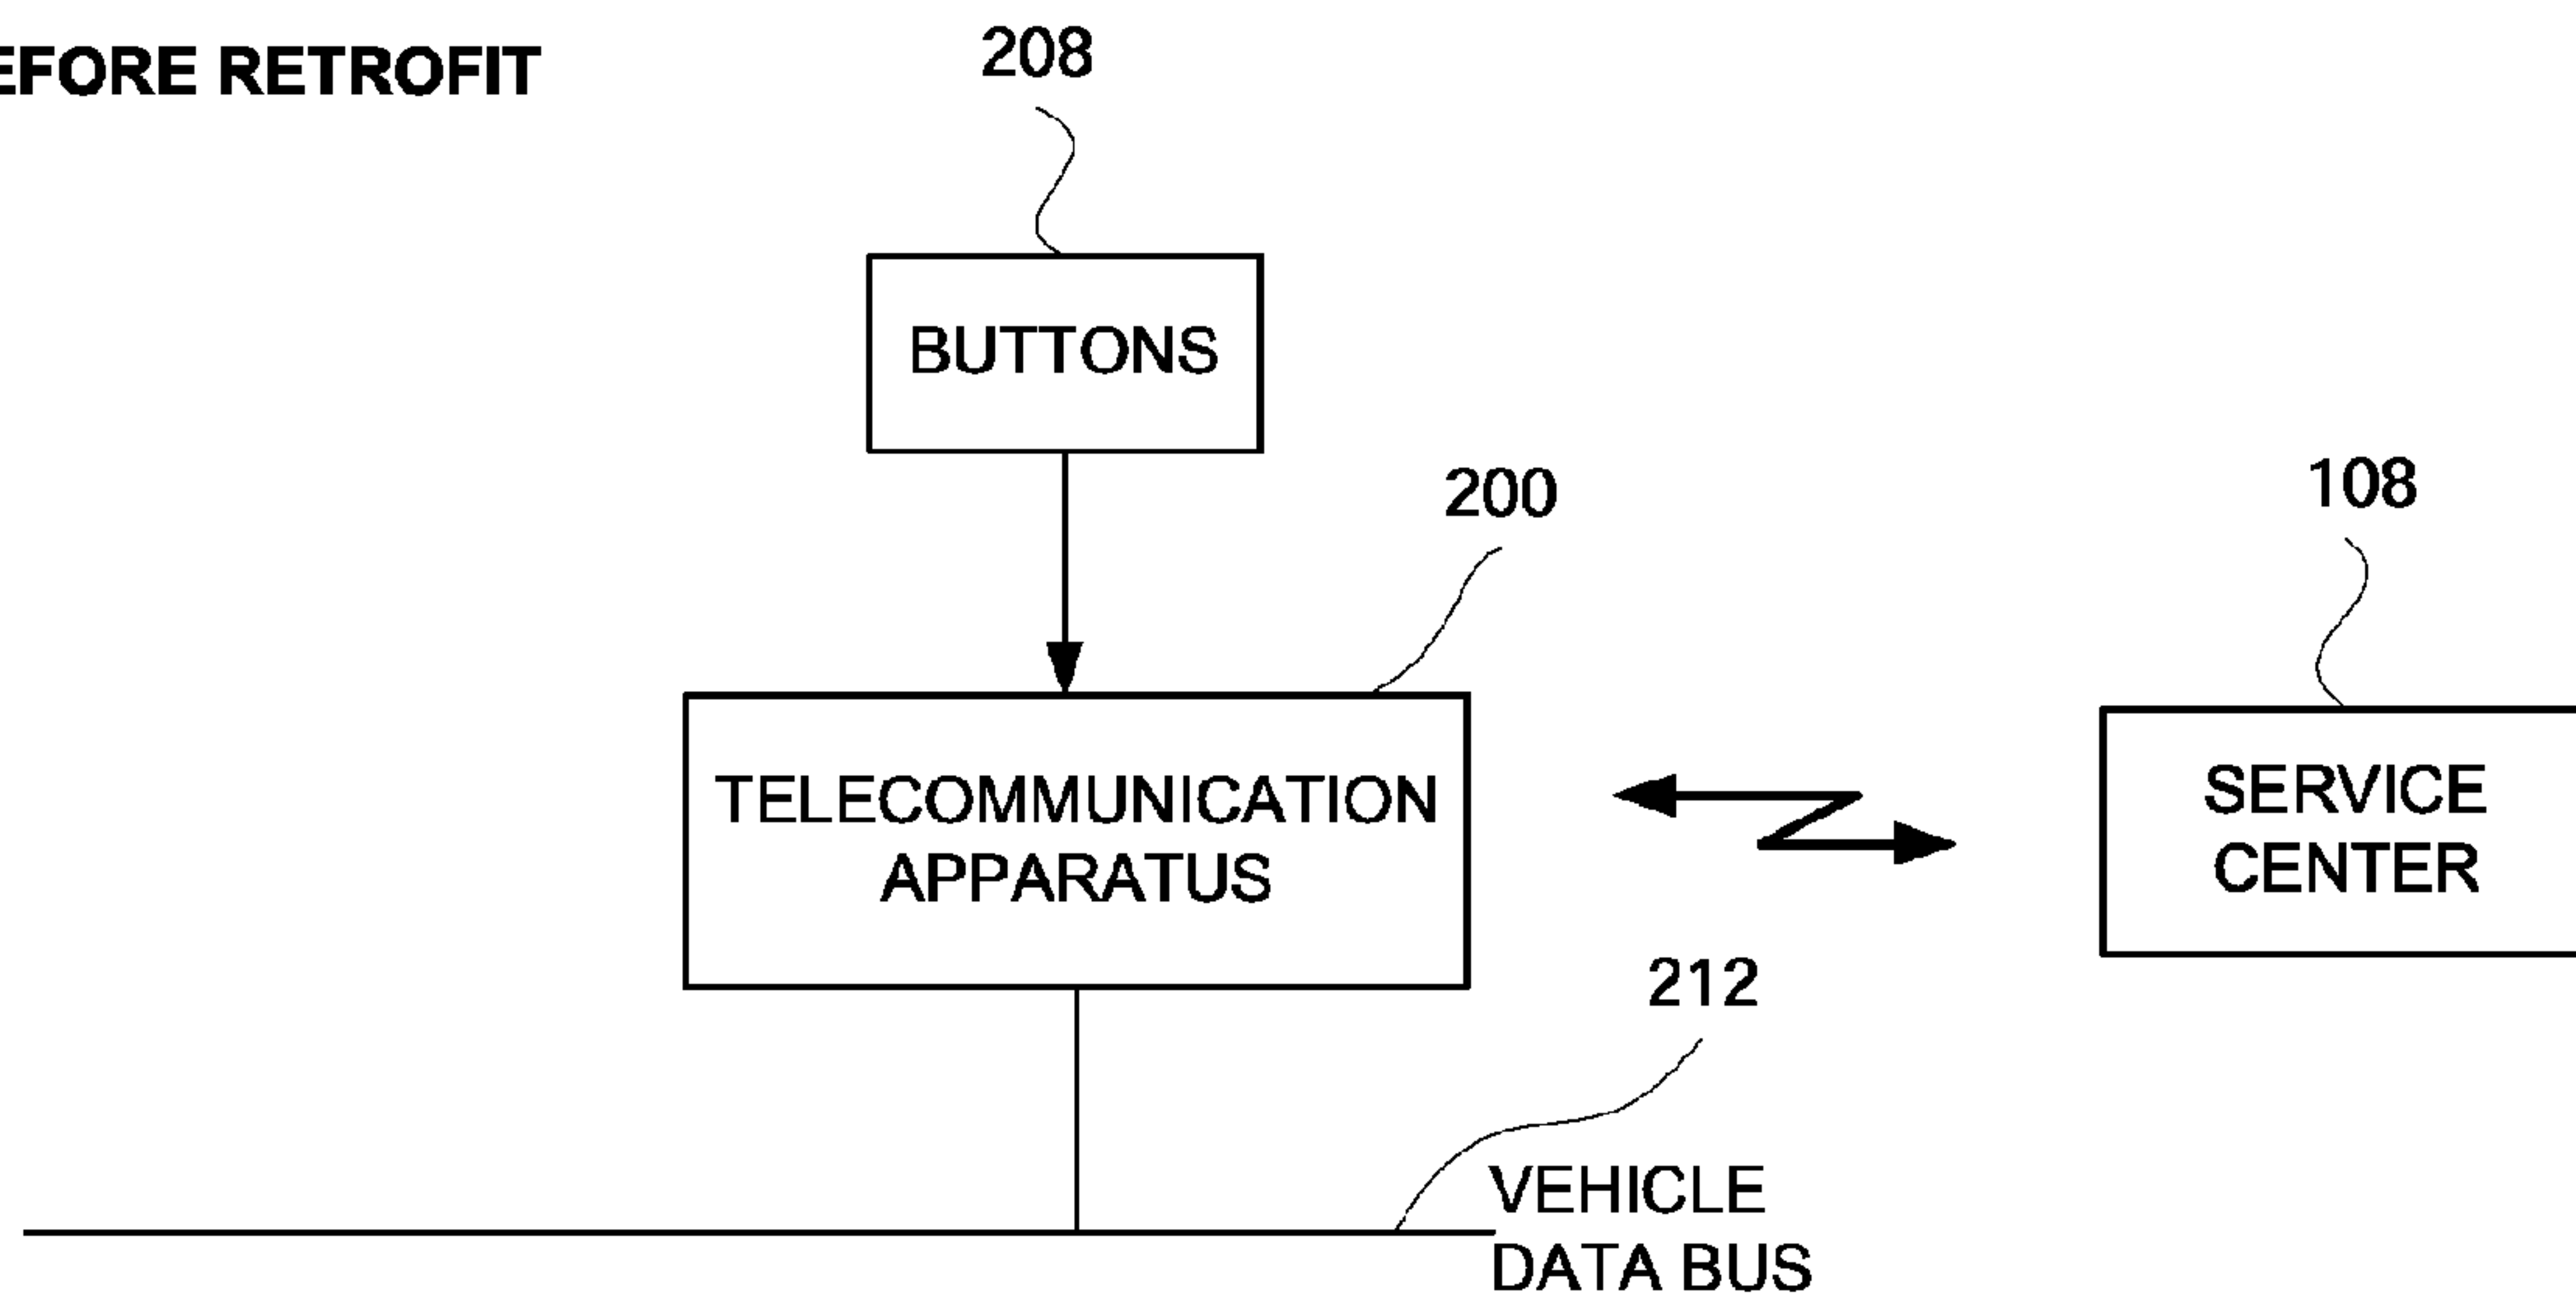 EFORE RETROFIT
208
BUTTONS
200
108
TELECOMMUNICATION
APPARATUS
SERVICE
CENTER
212
VEHICLE
DATA BUS